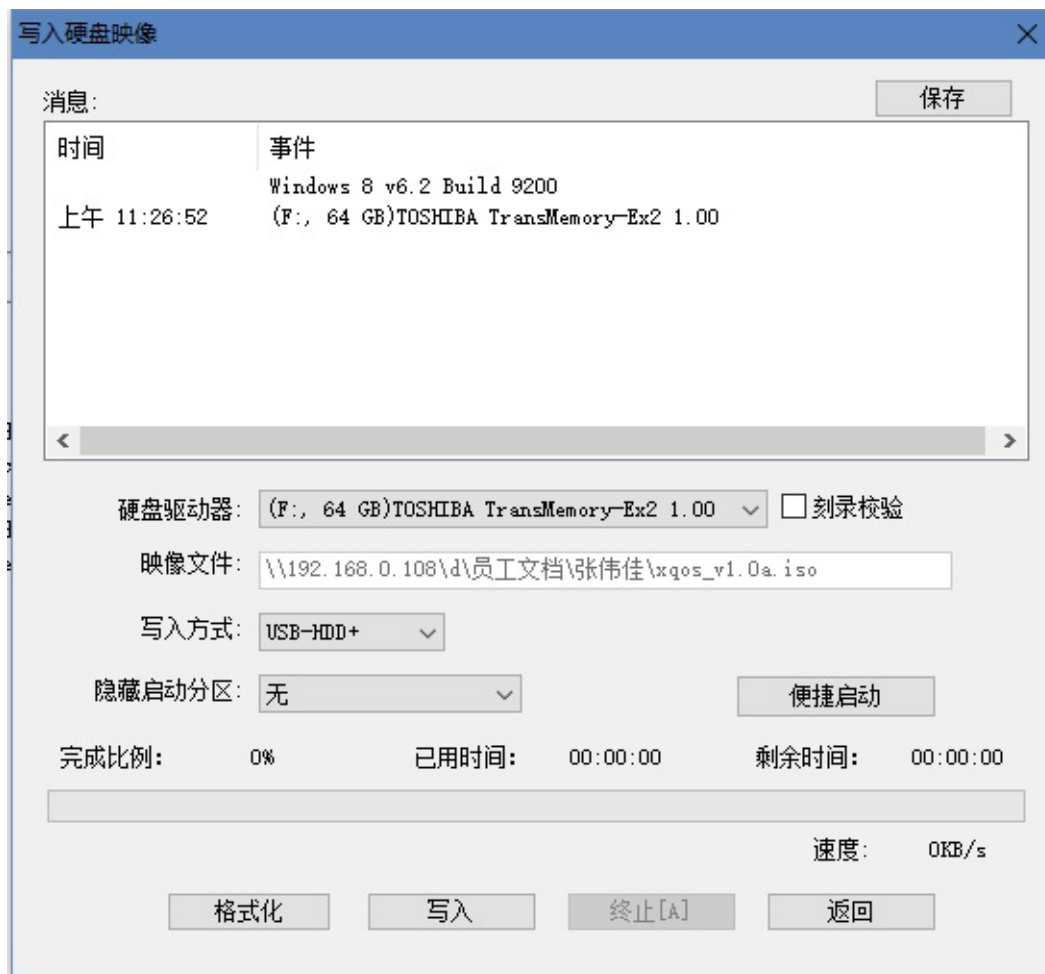 写入硬盘映像
消息:
保存
时间 事件
Windows 8 v6.2 Build 9200
上午 11:26:52 (F:, 64 GB)TOSHIBA TransMemory-Ex2 1.00
硬盘驱动器: (F:, 64 GB)TOSHIBA TransMemory-Ex2 1.00 刻录校验
映像文件: \\192.168.0.108\d\员工文档\张伟佳\xqos_v1.0a.iso
写入方式: USB-HDD+
隐藏启动分区: 无 便捷启动
完成比例: 0% 已用时间: 00:00:00 剩余时间: 00:00:00
速度: 0KB/s
格式化 写入 终止[A] 返回